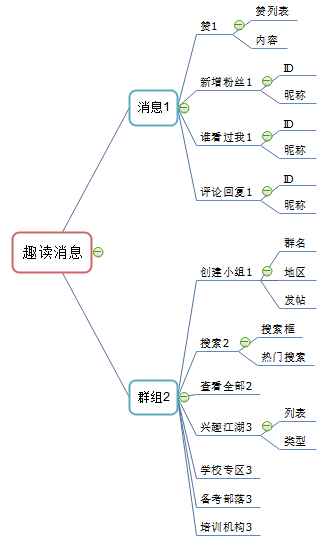 趣读消息
消息1
赞1
赞列表
内容
新增粉丝1
ID
昵称
谁看过我1
ID
昵称
评论回复1
ID
昵称
群组2
创建小组1
群名
地区
发帖
搜索2
搜索框
热门搜索
查看全部2
兴趣江湖3
列表
类型
学校专区3
备考部落3
培训机构3